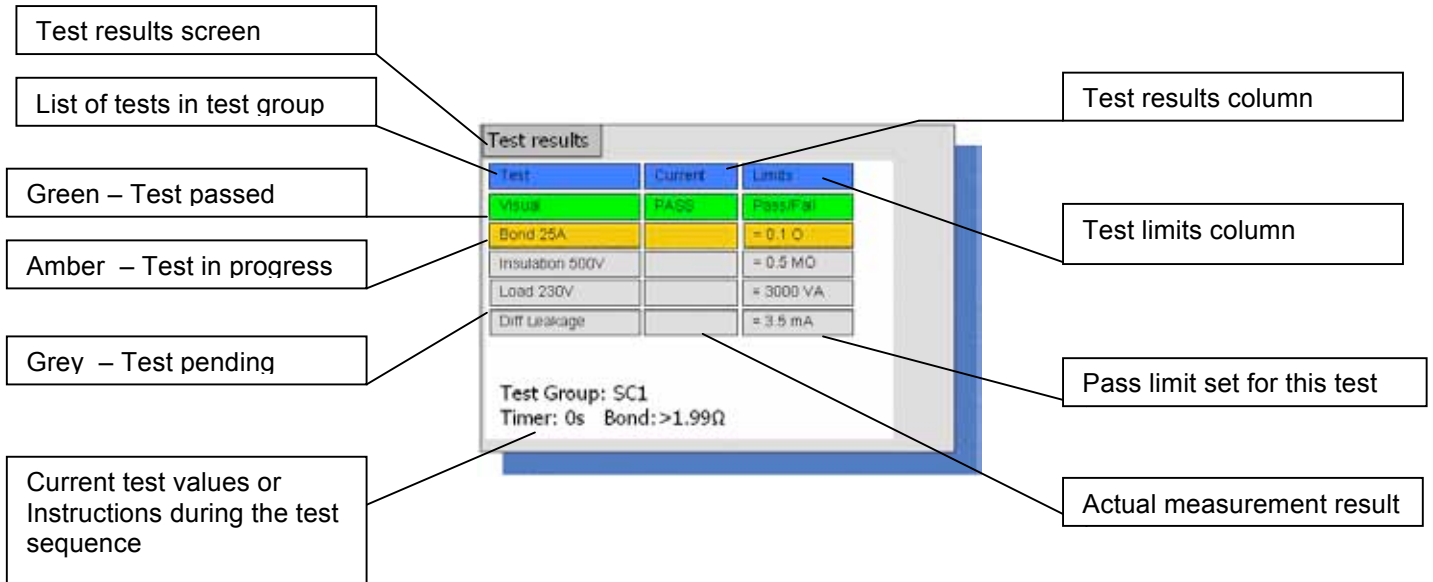 Test results screen
List of tests in test group
Green – Test passed
Amber – Test in progress
Grey – Test pending
Current test values or
Instructions during the test
sequence
Test results
Test Current Limits
Visual PASS Pass/Fail
Bond 25A = 0.1 Ω
Insulation 500V = 0.5 MΩ
Load 230V = 3000 VA
Diff Leakage = 3.5 mA
Test Group: SC1
Timer: 0s Bond:>1.99Ω
Test results column
Test limits column
Pass limit set for this test
Actual measurement result